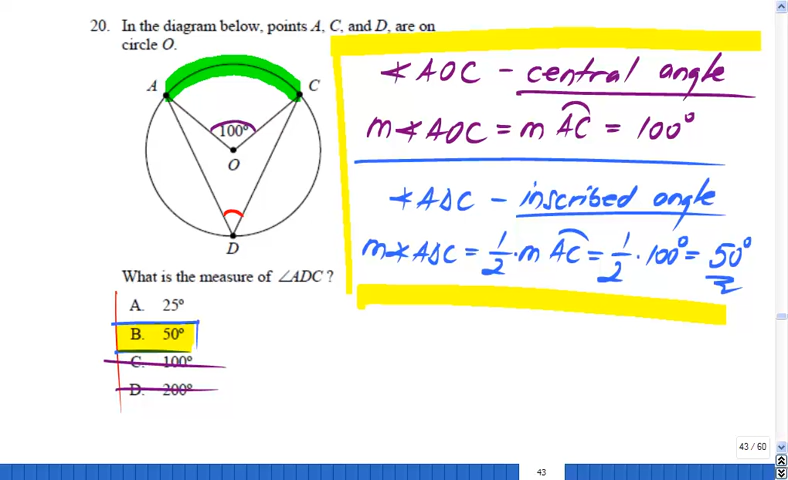 20. In the diagram below, points A, C, and D, are on
circle O.
A
C
100°
O
D
What is the measure of ∠ADC?
A. 25°
B. 50°
C. 100°
D. 200°
∢AOC - central angle
m∢AOC = m AC = 100°
∢ADC - inscribed angle
m∢ADC = 1/2 · m AC = 1/2 · 100° = 50°
43 / 60
43